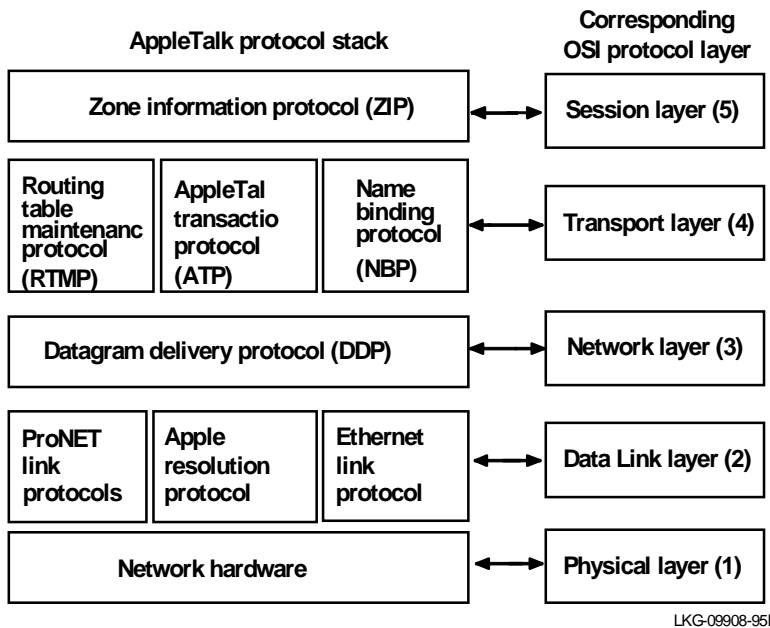 AppleTalk protocol stack
Corresponding
OSI protocol layer
Zone information protocol (ZIP)
Session layer (5)
Routing
table
maintenanc
protocol
(RTMP)
AppleTal
transactio
protocol
(ATP)
Name
binding
protocol
(NBP)
Transport layer (4)
Datagram delivery protocol (DDP)
Network layer (3)
ProNET
link
protocols
Apple
resolution
protocol
Ethernet
link
protocol
Data Link layer (2)
Network hardware
Physical layer (1)
LKG-09908-95I